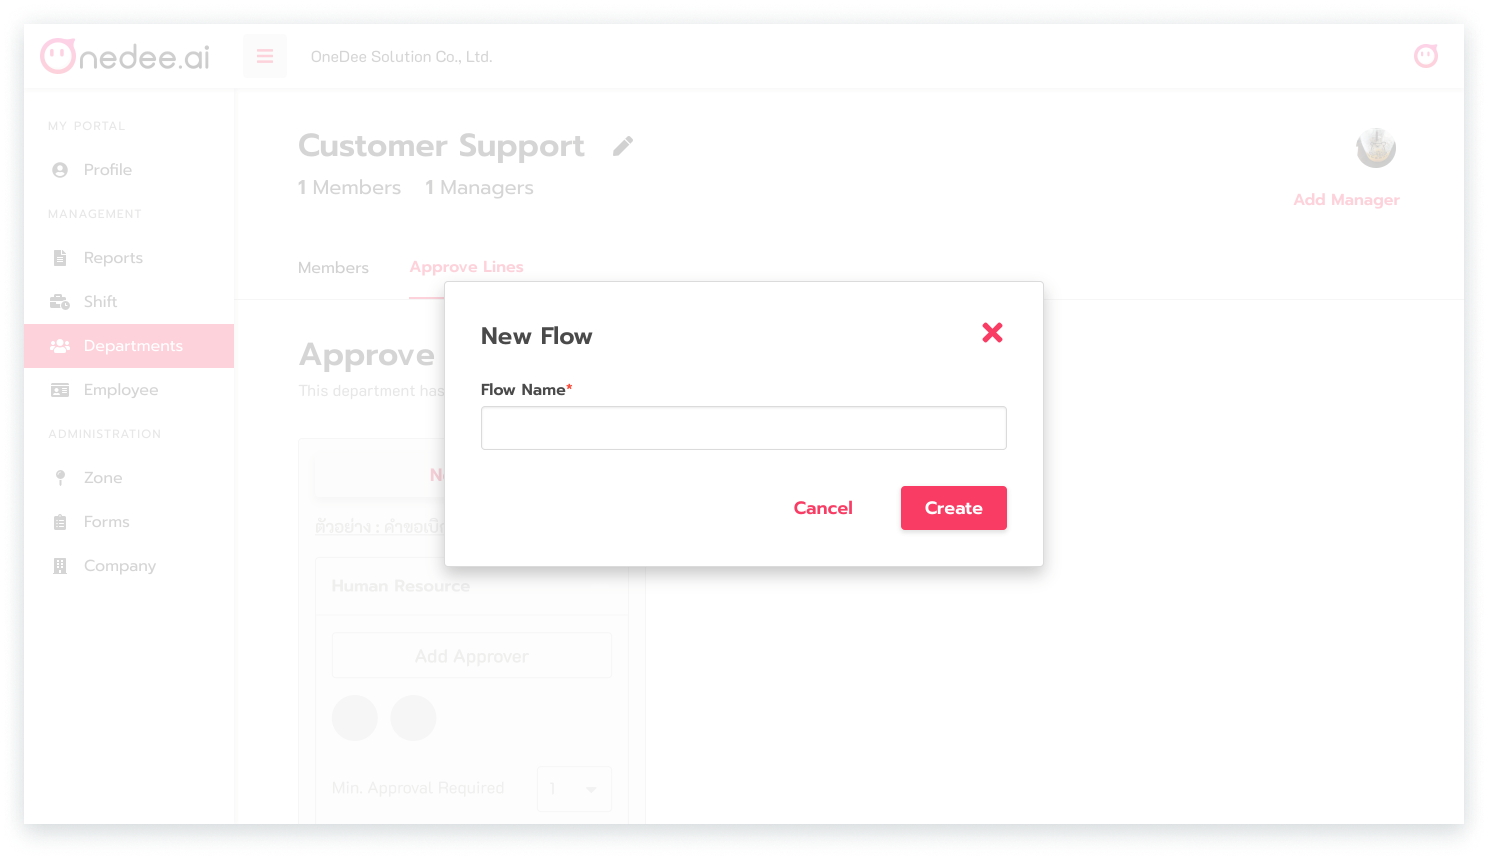 Onedee.ai
OneDee Solution Co., Ltd.
MY PORTAL
Profile
MANAGEMENT
Reports
Shift
Departments
Employee
ADMINISTRATION
Zone
Forms
Company
Customer Support
1 Members 1 Managers
Add Manager
Members Approve Lines
Approve
This department has
New Flow
Flow Name*
Cancel Create
ตัวอย่าง : คำขอเบิก
Human Resource
Add Approver
Min. Approval Required 1